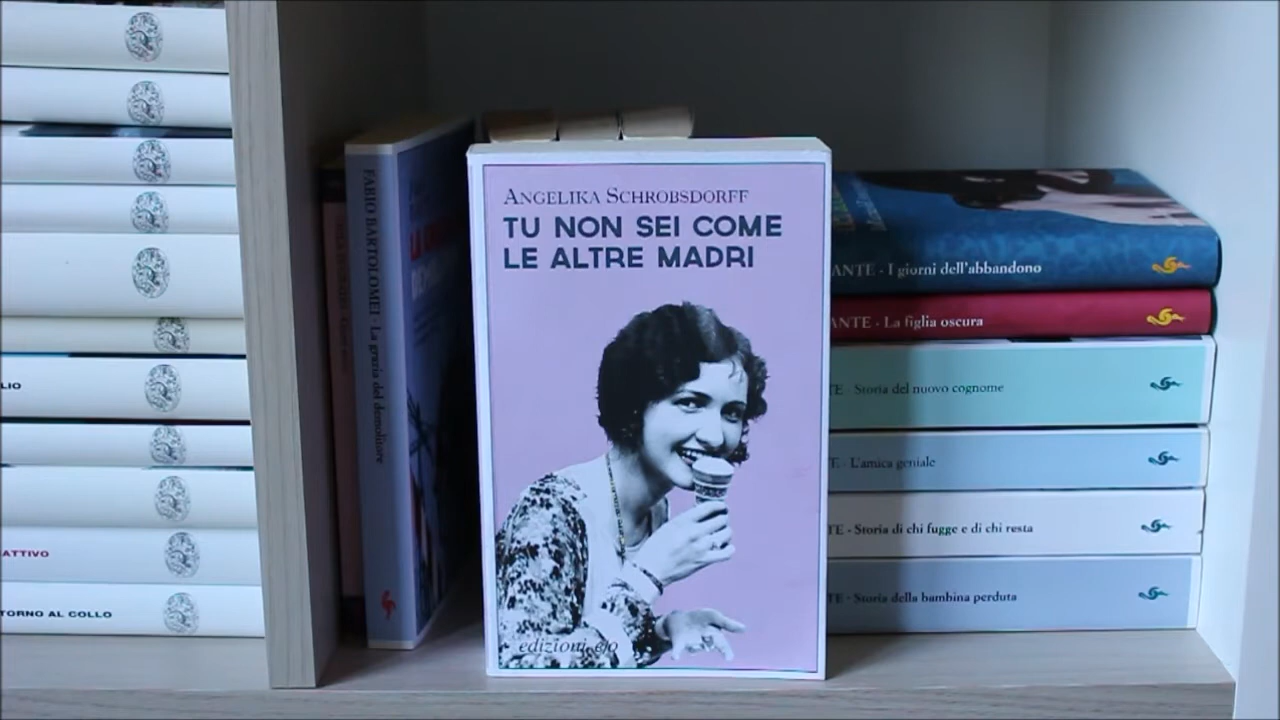 LIO
ATTIVO
TORNO AL COLLO
FABIO BARTOLOMEI · La grazia del demolitore
ANGELIKA SCHROBSDORFF
TU NON SEI COME
LE ALTRE MADRI
edizioni e/o
ANTE · I giorni dell'abbandono
ANTE · La figlia oscura
TE · Storia del nuovo cognome
E · L'amica geniale
TE · Storia di chi fugge e di chi resta
TE · Storia della bambina perduta